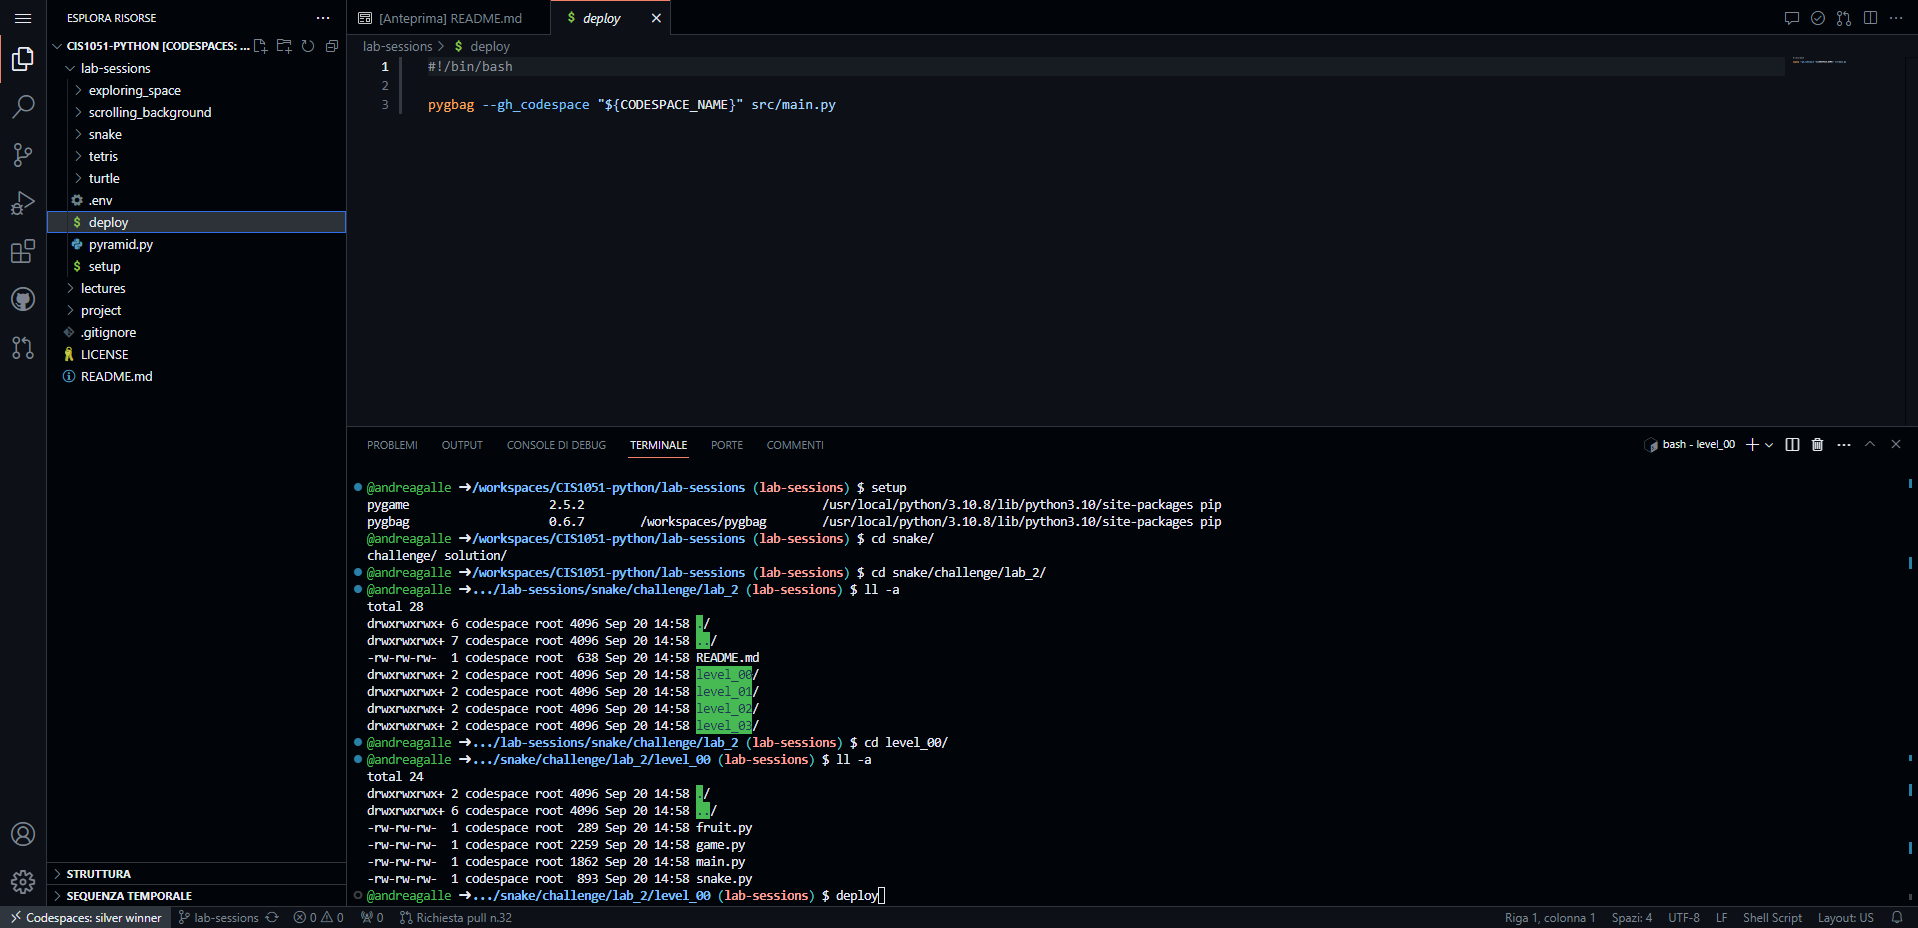 ESPLORA RISORSE
[Anteprima] README.md
deploy
CIS1051-PYTHON [CODESPACES: ...
lab-sessions
exploring_space
scrolling_background
snake
tetris
turtle
.env
deploy
pyramid.py
setup
lectures
project
.gitignore
LICENSE
README.md
STRUTTURA
SEQUENZA TEMPORALE
lab-sessions > $ deploy
1 #!/bin/bash
2
3 pygbag --gh_codespace "${CODESPACE_NAME}" src/main.py
PROBLEMI OUTPUT CONSOLE DI DEBUG TERMINALE PORTE COMMENTI
bash - level_00
@andreagalle ➜/workspaces/CIS1051-python/lab-sessions (lab-sessions) $ setup
pygame 2.5.2 /usr/local/python/3.10.8/lib/python3.10/site-packages pip
pygbag 0.6.7 /workspaces/pygbag /usr/local/python/3.10.8/lib/python3.10/site-packages pip
@andreagalle ➜/workspaces/CIS1051-python/lab-sessions (lab-sessions) $ cd snake/
challenge/ solution/
@andreagalle ➜/workspaces/CIS1051-python/lab-sessions (lab-sessions) $ cd snake/challenge/lab_2/
@andreagalle ➜.../lab-sessions/snake/challenge/lab_2 (lab-sessions) $ ll -a
total 28
drwxrwxrwx+ 6 codespace root 4096 Sep 20 14:58 ./
drwxrwxrwx+ 7 codespace root 4096 Sep 20 14:58 ../
-rw-rw-rw- 1 codespace root 638 Sep 20 14:58 README.md
drwxrwxrwx+ 2 codespace root 4096 Sep 20 14:58 level_00/
drwxrwxrwx+ 2 codespace root 4096 Sep 20 14:58 level_01/
drwxrwxrwx+ 2 codespace root 4096 Sep 20 14:58 level_02/
drwxrwxrwx+ 2 codespace root 4096 Sep 20 14:58 level_03/
@andreagalle ➜.../lab-sessions/snake/challenge/lab_2 (lab-sessions) $ cd level_00/
@andreagalle ➜.../snake/challenge/lab_2/level_00 (lab-sessions) $ ll -a
total 24
drwxrwxrwx+ 2 codespace root 4096 Sep 20 14:58 ./
drwxrwxrwx+ 6 codespace root 4096 Sep 20 14:58 ../
-rw-rw-rw- 1 codespace root 289 Sep 20 14:58 fruit.py
-rw-rw-rw- 1 codespace root 2259 Sep 20 14:58 game.py
-rw-rw-rw- 1 codespace root 1862 Sep 20 14:58 main.py
-rw-rw-rw- 1 codespace root 893 Sep 20 14:58 snake.py
@andreagalle ➜.../snake/challenge/lab_2/level_00 (lab-sessions) $ deploy
Codespaces: silver winner lab-sessions 0 0 0 Richiesta pull n.32 Riga 1, colonna 1 Spazi: 4 UTF-8 LF Shell Script Layout: US